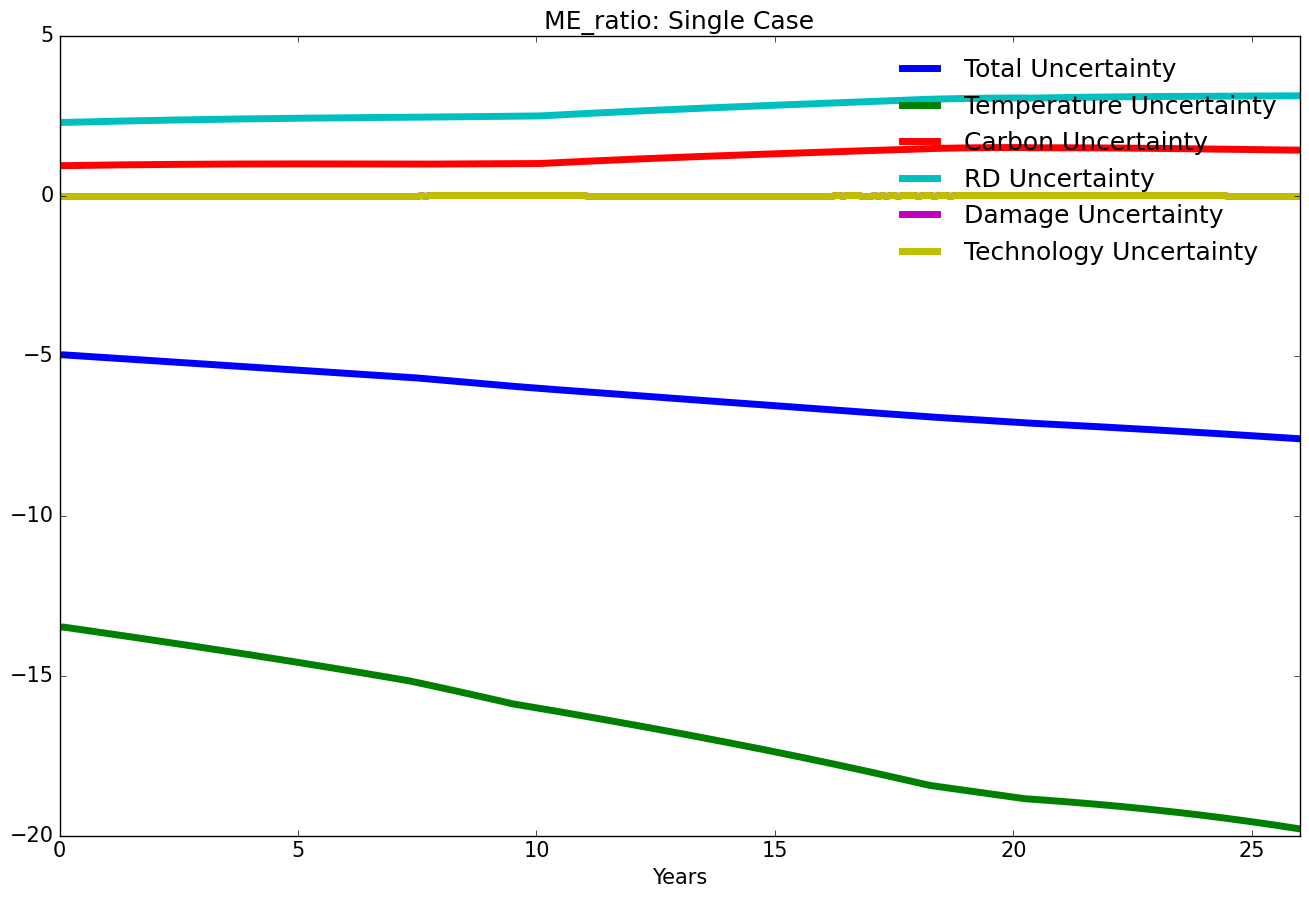 ME_ratio: Single Case
5
0
−5
−10
−15
−20
Total Uncertainty
Temperature Uncertainty
Carbon Uncertainty
RD Uncertainty
Damage Uncertainty
Technology Uncertainty
0 5 10 15 20 25
Years